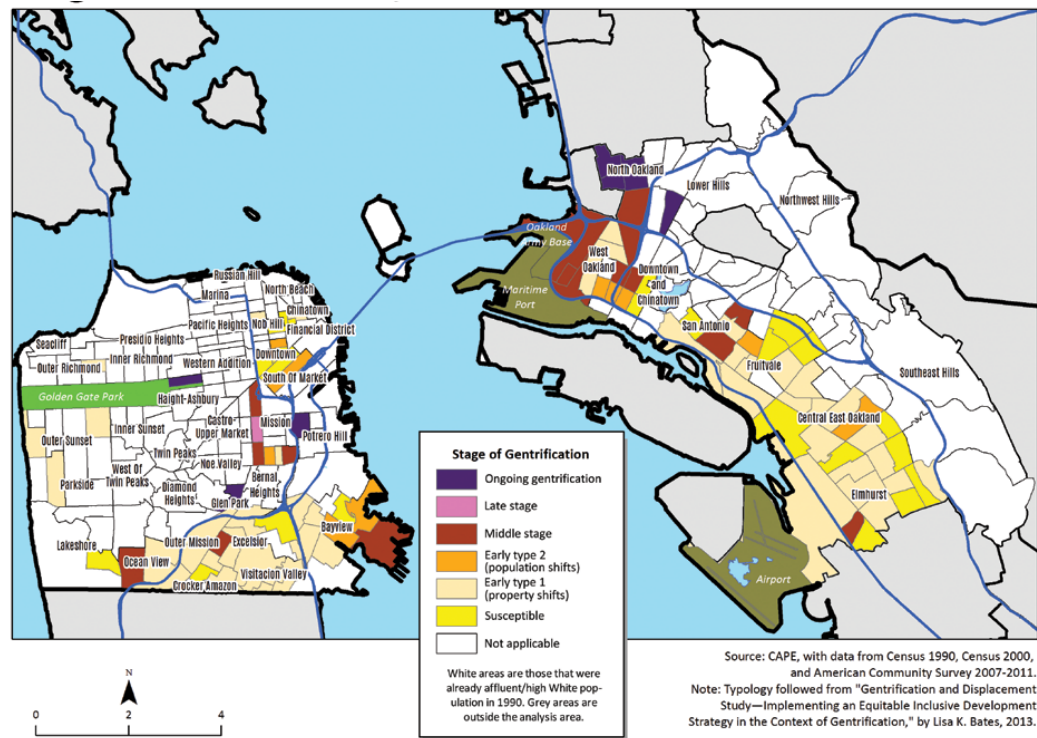 North Oakland
Lower Hills
Northwest Hills
Oakland
Army Base
West
Oakland
Maritime
Port
Downtown
and
Chinatown
San Antonio
Fruitvale
Southeast Hills
Central East Oakland
Elmhurst
Airport
Russian Hill
Marina
North Beach
Chinatown
Pacific Heights
Nob Hill
Financial District
Seacliff
Presidio Heights
Inner Richmond
Outer Richmond
Western Addition
Downtown
South Of Market
Golden Gate Park
Haight-Ashbury
Castro-
Upper Market
Mission
Potrero Hill
Inner Sunset
Outer Sunset
Twin Peaks
Noe Valley
Parkside
West Of
Twin Peaks
Diamond
Heights
Bernal
Heights
Glen Park
Bayview
Lakeshore
Ocean View
Outer Mission
Excelsior
Visitacion Valley
Crocker Amazon
Stage of Gentrification
Ongoing gentrification
Late stage
Middle stage
Early type 2
(population shifts)
Early type 1
(property shifts)
Susceptible
Not applicable
White areas are those that were
already affluent/high White pop-
ulation in 1990. Grey areas are
outside the analysis area.
N
0 2 4
Source: CAPE, with data from Census 1990, Census 2000,
and American Community Survey 2007-2011.
Note: Typology followed from "Gentrification and Displacement
Study—Implementing an Equitable Inclusive Development
Strategy in the Context of Gentrification," by Lisa K. Bates, 2013.